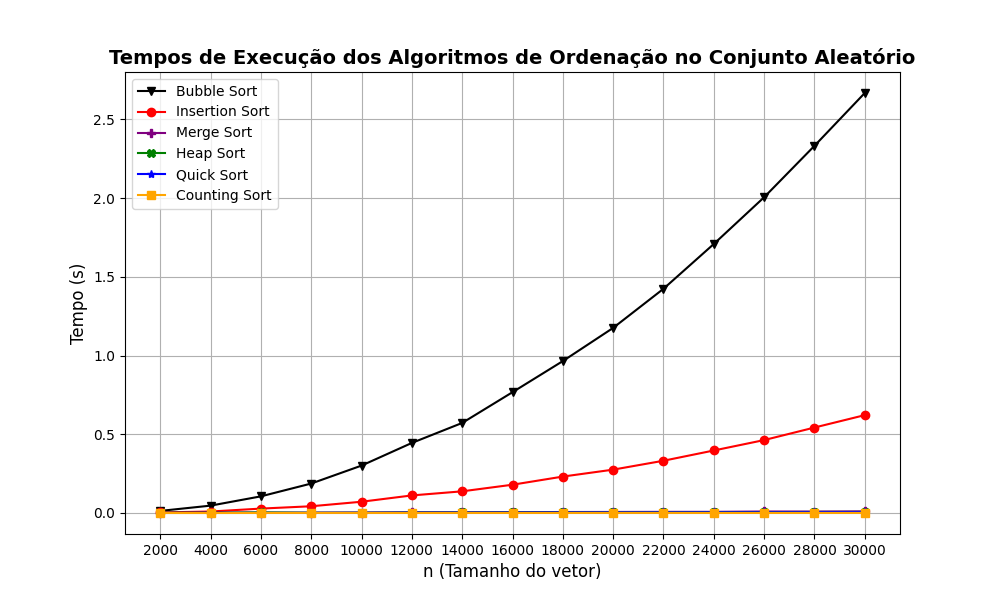 Tempos de Execução dos Algoritmos de Ordenação no Conjunto Aleatório
Bubble Sort
Insertion Sort
Merge Sort
Heap Sort
Quick Sort
Counting Sort
Tempo (s)
2.5
2.0
1.5
1.0
0.5
0.0
2000 4000 6000 8000 10000 12000 14000 16000 18000 20000 22000 24000 26000 28000 30000
n (Tamanho do vetor)